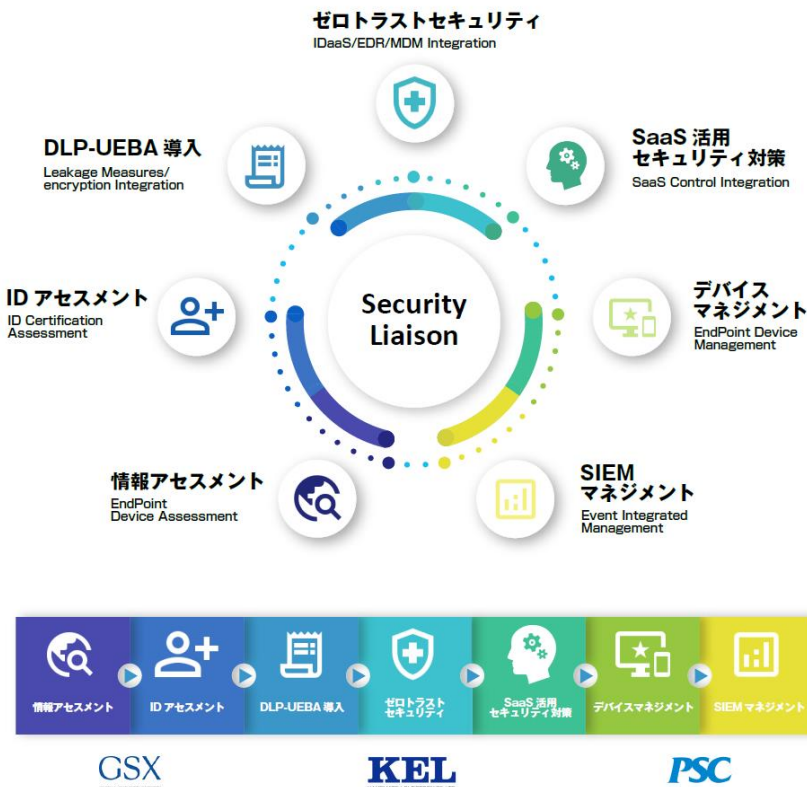 ゼロトラストセキュリティ
IDaaS/EDR/MDM Integration
DLP-UEBA 導入
Leakage Measures/
encryption Integration
SaaS 活用
セキュリティ対策
SaaS Control Integration
ID アセスメント
ID Certification
Assessment
Security
Liaison
デバイス
マネジメント
EndPoint Device
Management
情報アセスメント
EndPoint
Device Assessment
SIEM
マネジメント
Event Integrated
Management
情報アセスメント
ID アセスメント
DLP-UEBA 導入
ゼロトラスト
セキュリティ
SaaS 活用
セキュリティ対策
デバイスマネジメント
SIEM マネジメント
GSX
KEL
PSC